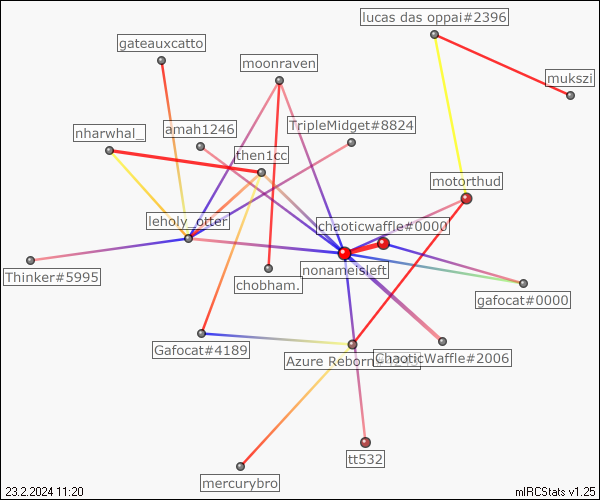 lucas das oppai#2396
gateauxcatto
moonraven
mukszi
nharwhal_
amah1246
TripleMidget#8824
then1cc
motorthud
leholy_otter
chaoticwaffle#0000
Thinker#5995
nonameisleft
chobham.
gafocat#0000
Gafocat#4189
Azure Reborn
ChaoticWaffle#2006
tt532
mercurybro
23.2.2024 11:20
mIRCStats v1.25